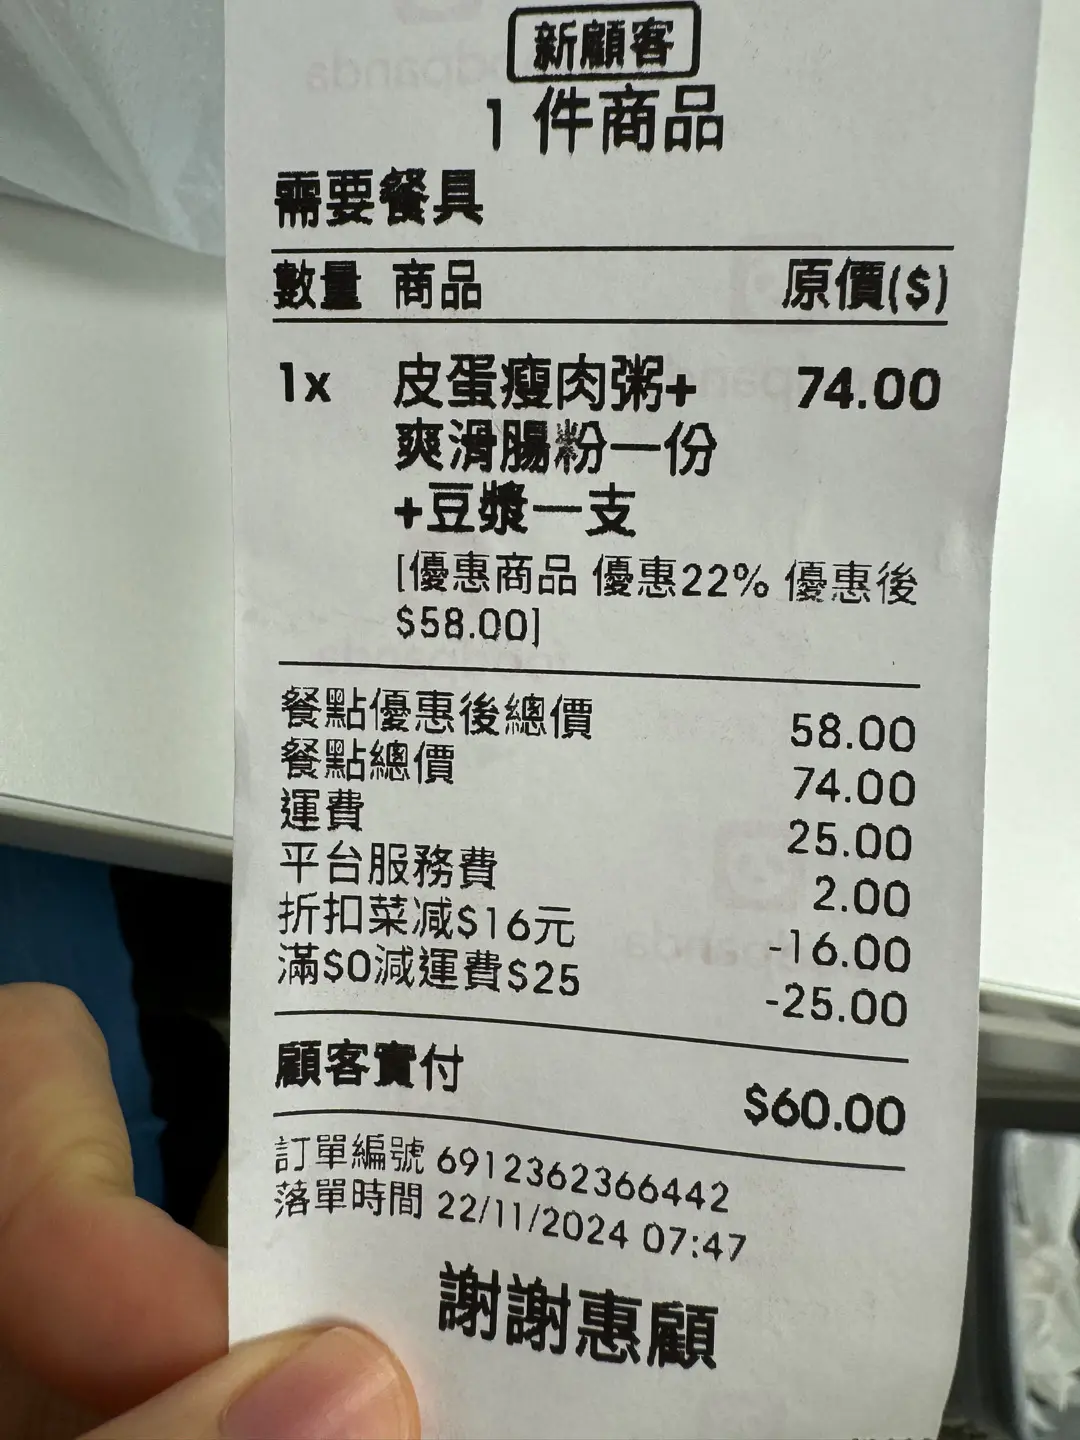 新顧客
1 件商品
需要餐具
數量 商品 原價($)
1x 皮蛋瘦肉粥+ 74.00
爽滑腸粉一份
+豆漿一支
[優惠商品 優惠22% 優惠後
$58.00]
餐點優惠後總價 58.00
餐點總價 74.00
運費 25.00
平台服務費 2.00
折扣菜减$16元 -16.00
滿$0減運費$25 -25.00
顧客實付 $60.00
訂單編號 6912362366442
落單時間 22/11/2024 07:47
謝謝惠顧